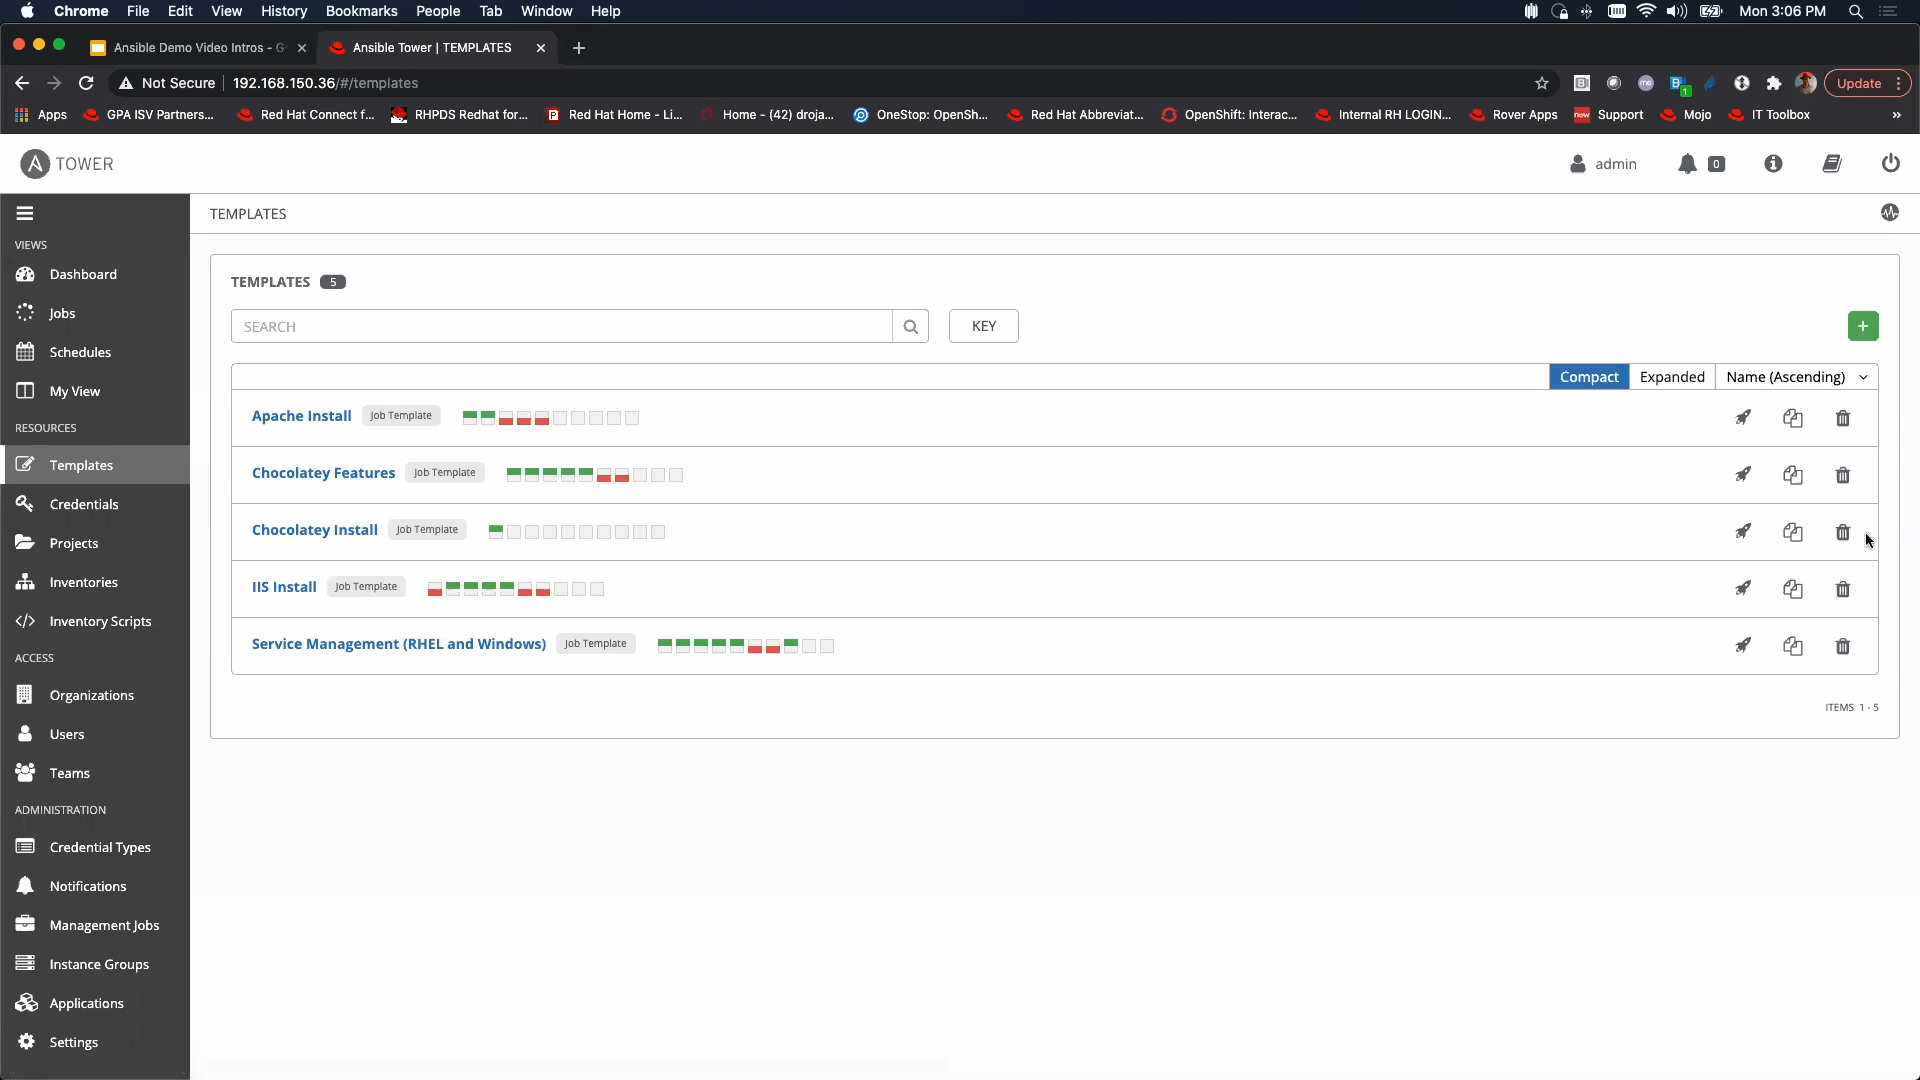 Chrome File Edit View History Bookmarks People Tab Window Help Mon 3:06 PM
Ansible Demo Video Intros - G Ansible Tower | TEMPLATES
Not Secure 192.168.150.36/#/templates Update
Apps GPA ISV Partners... Red Hat Connect f... RHPDS Redhat for... Red Hat Home - Li... Home - (42) droja... OneStop: OpenSh... Red Hat Abbreviat... OpenShift: Interac... Internal RH LOGIN... Rover Apps Support Mojo IT Toolbox »
A TOWER admin 0
TEMPLATES
VIEWS
Dashboard
Jobs
Schedules
My View
RESOURCES
Templates
Credentials
Projects
Inventories
Inventory Scripts
ACCESS
Organizations
Users
Teams
ADMINISTRATION
Credential Types
Notifications
Management Jobs
Instance Groups
Applications
Settings
TEMPLATES 5
SEARCH KEY +
Compact Expanded Name (Ascending)
Apache Install Job Template
Chocolatey Features Job Template
Chocolatey Install Job Template
IIS Install Job Template
Service Management (RHEL and Windows) Job Template
ITEMS 1 - 5